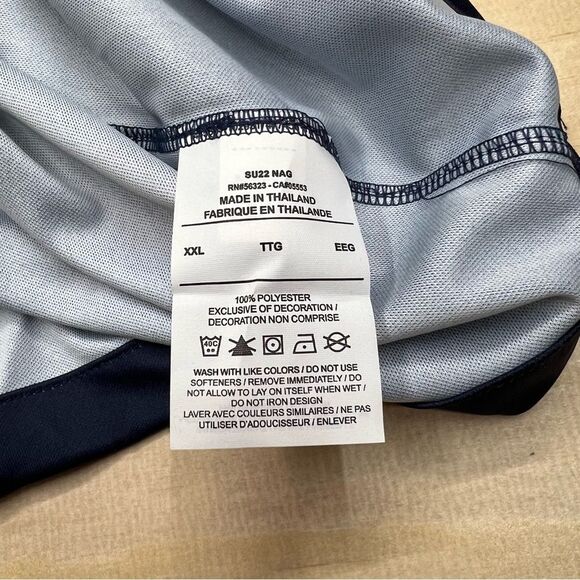 SU22 NAG
RN#56323 - CA#05553
MADE IN THAILAND
FABRIQUE EN THAILANDE
XXL TTG EEG
100% POLYESTER
EXCLUSIVE OF DECORATION /
DECORATION NON COMPRISE
40C
WASH WITH LIKE COLORS / DO NOT USE
SOFTENERS / REMOVE IMMEDIATELY / DO
NOT ALLOW TO LAY ON ITSELF WHEN WET /
DO NOT IRON DESIGN
LAVER AVEC COULEURS SIMILAIRES / NE PAS
UTILISER D'ADOUCISSEUR / ENLEVER